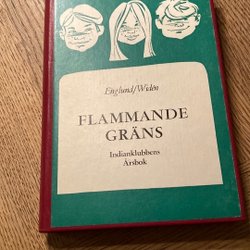 Englund/Widén
FLAMMANDE
GRÄNS
Indianklubbens
Årsbok